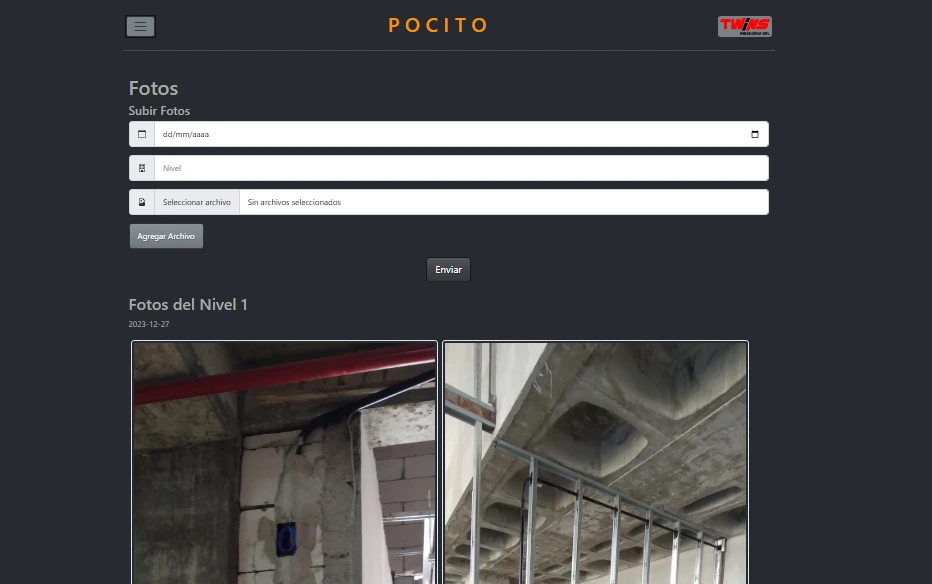 POCITO
TWINS
Fotos
Subir Fotos
dd/mm/aaaa
Nivel
Seleccionar archivo Sin archivos seleccionados
Agregar Archivo
Enviar
Fotos del Nivel 1
2023-12-27